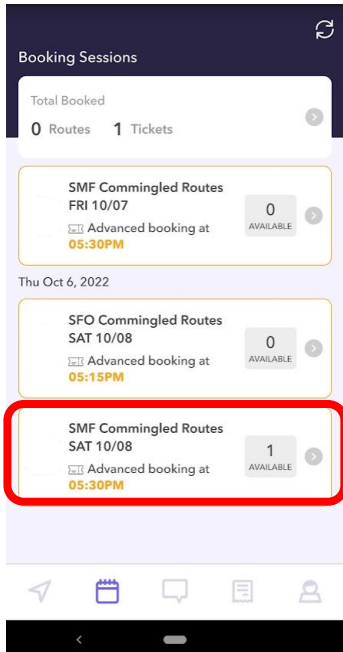 Booking Sessions
Total Booked
0 Routes 1 Tickets
SMF Commingled Routes
FRI 10/07
Advanced booking at
05:30PM
0
AVAILABLE
Thu Oct 6, 2022
SFO Commingled Routes
SAT 10/08
Advanced booking at
05:15PM
0
AVAILABLE
SMF Commingled Routes
SAT 10/08
Advanced booking at
05:30PM
1
AVAILABLE